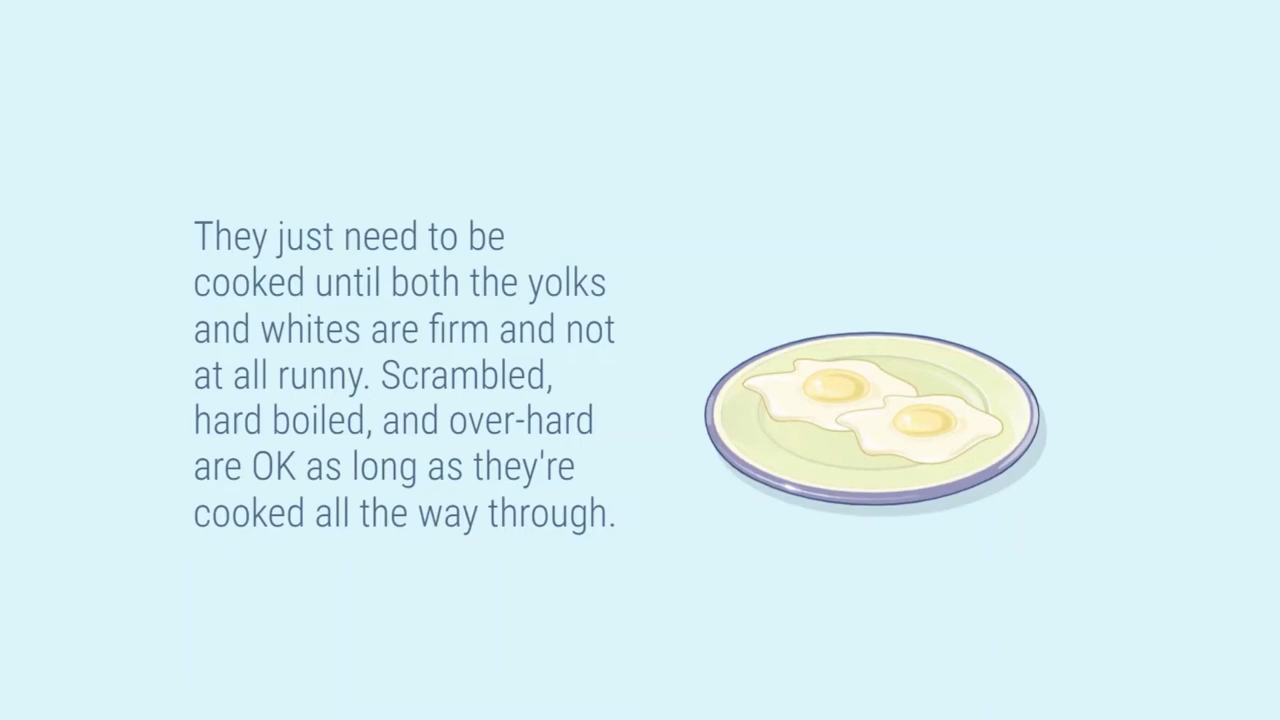 They just need to be
cooked until both the yolks
and whites are firm and not
at all runny. Scrambled,
hard boiled, and over-hard
are OK as long as they're
cooked all the way through.